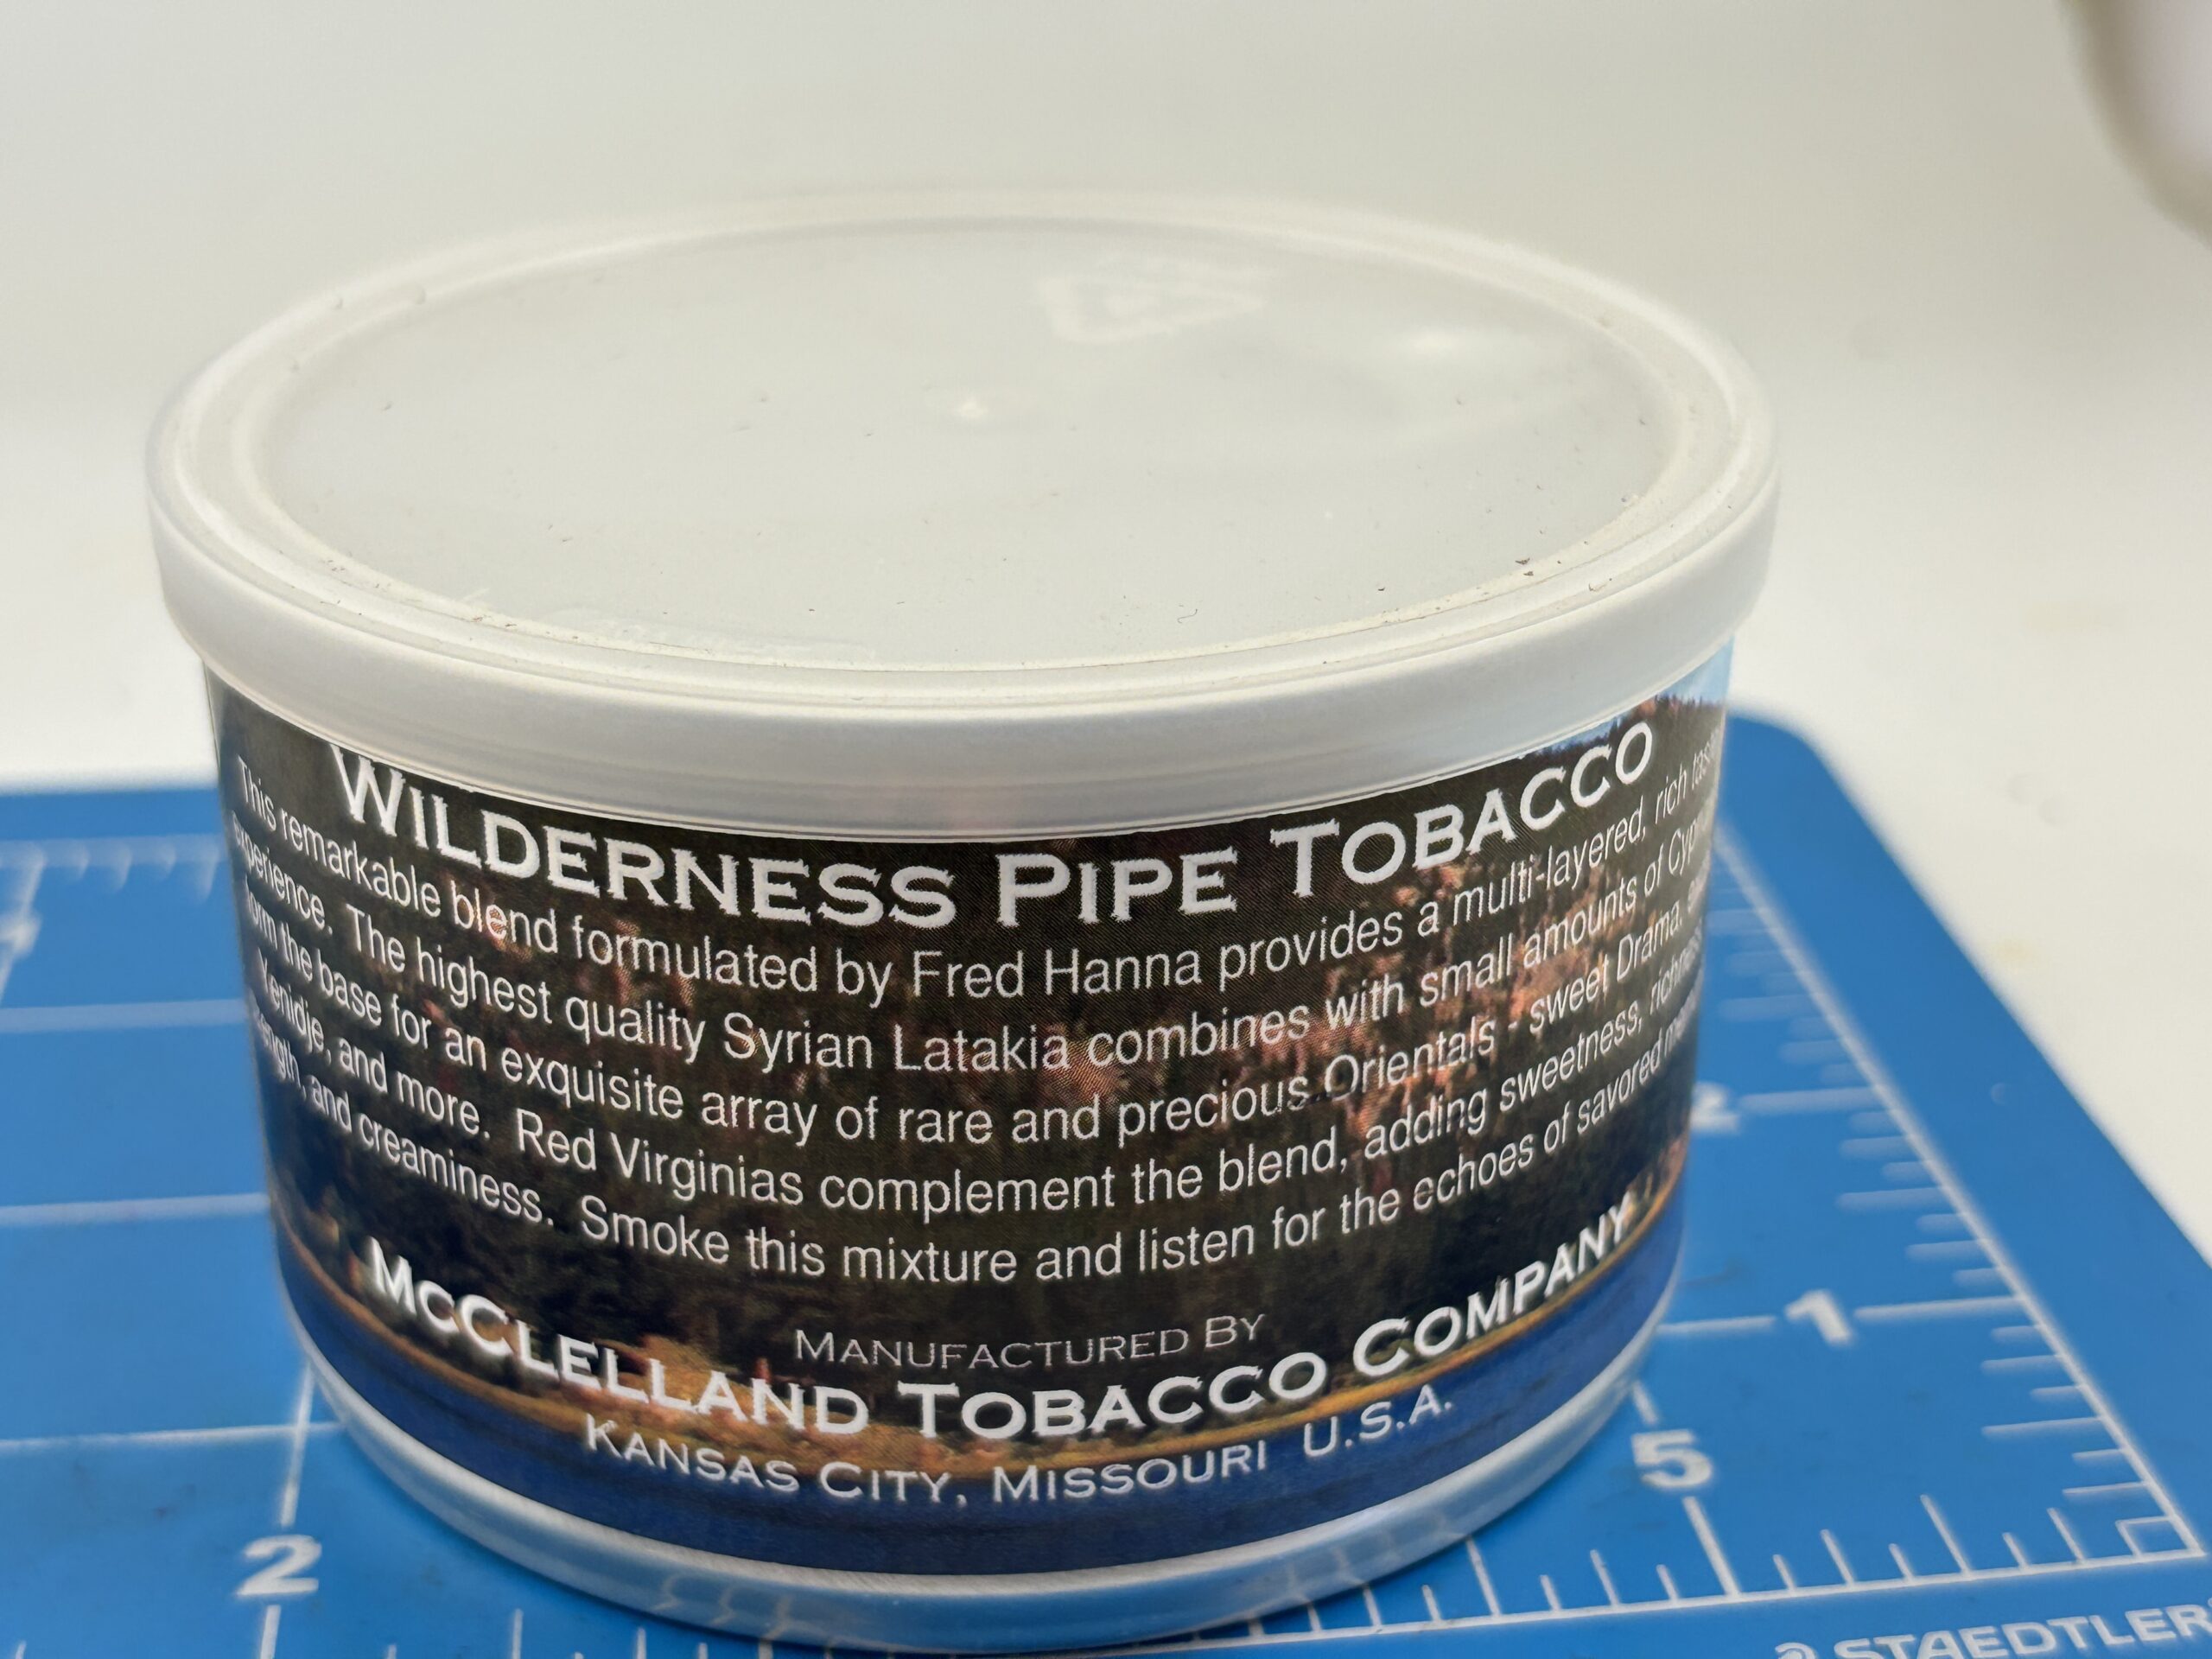 WILDERNESS PIPE TOBACCO
This remarkable blend formulated by Fred Hanna provides a multi-layered, rich
experience. The highest quality Syrian Latakia combines with small amounts of
form the base for an exquisite array of rare and precious Orientals - sweet Drama,
Yenidje, and more. Red Virginias complement the blend, adding sweetness,
and creaminess. Smoke this mixture and listen for the echoes of savored
MANUFACTURED BY
MCCLELLAND TOBACCO COMPANY
KANSAS CITY, MISSOURI U.S.A.
2
1
5
2
STAEDTLER